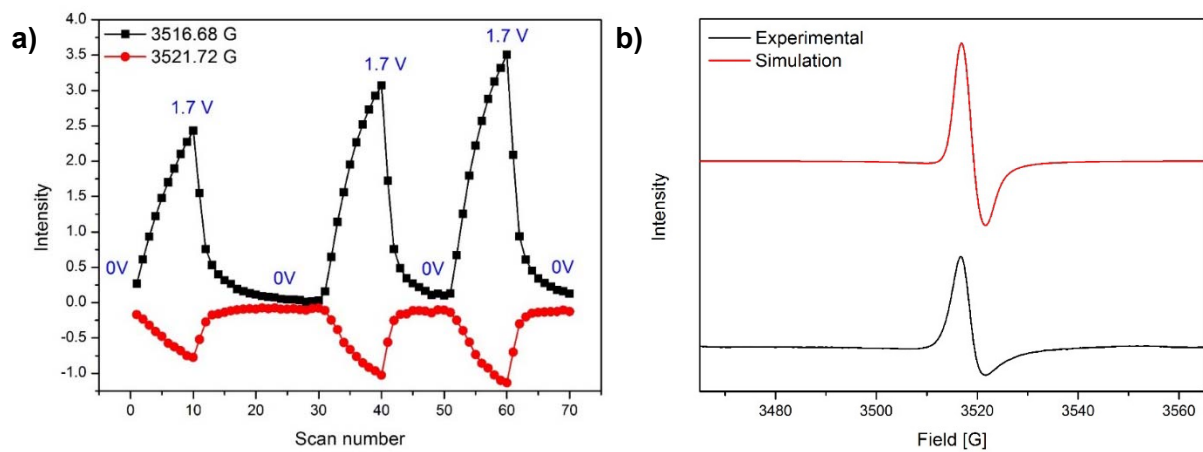 a)
3516.68 G
3521.72 G
4.0
3.5
3.0
2.5
2.0
1.5
1.0
0.5
0.0
-0.5
-1.0
Intensity
0V
1.7 V
0V
1.7 V
0V
1.7 V
0V
0
10
20
30
40
50
60
70
Scan number
b)
Experimental
Simulation
Intensity
3480
3500
3520
3540
3560
Field [G]